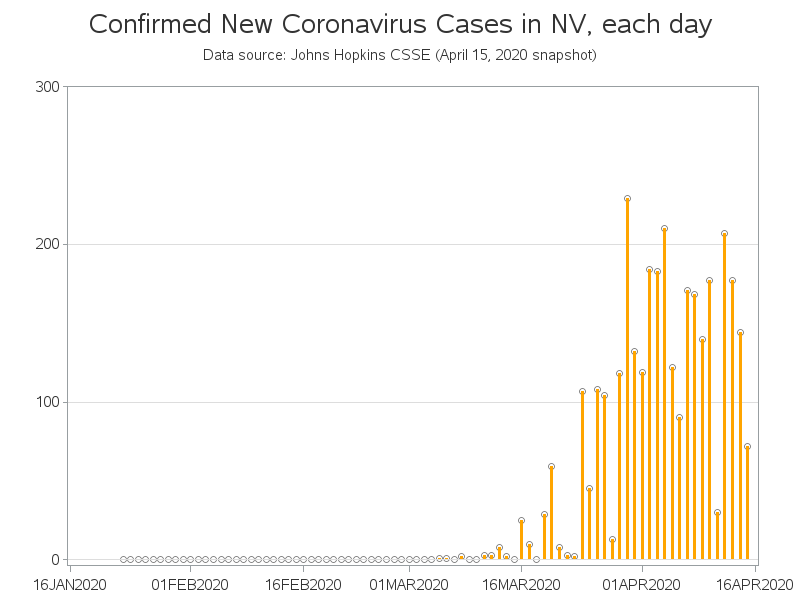 Confirmed New Coronavirus Cases in NV, each day
Data source: Johns Hopkins CSSE (April 15, 2020 snapshot)
300
200
100
0
16JAN2020 01FEB2020 16FEB2020 01MAR2020 16MAR2020 01APR2020 16APR2020